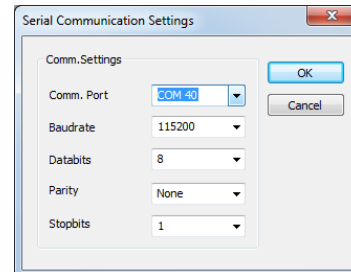 Serial Communication Settings
Comm.Settings
OK
Comm. Port COM 40
Cancel
Baudrate 115200
Databits 8
Parity None
Stopbits 1